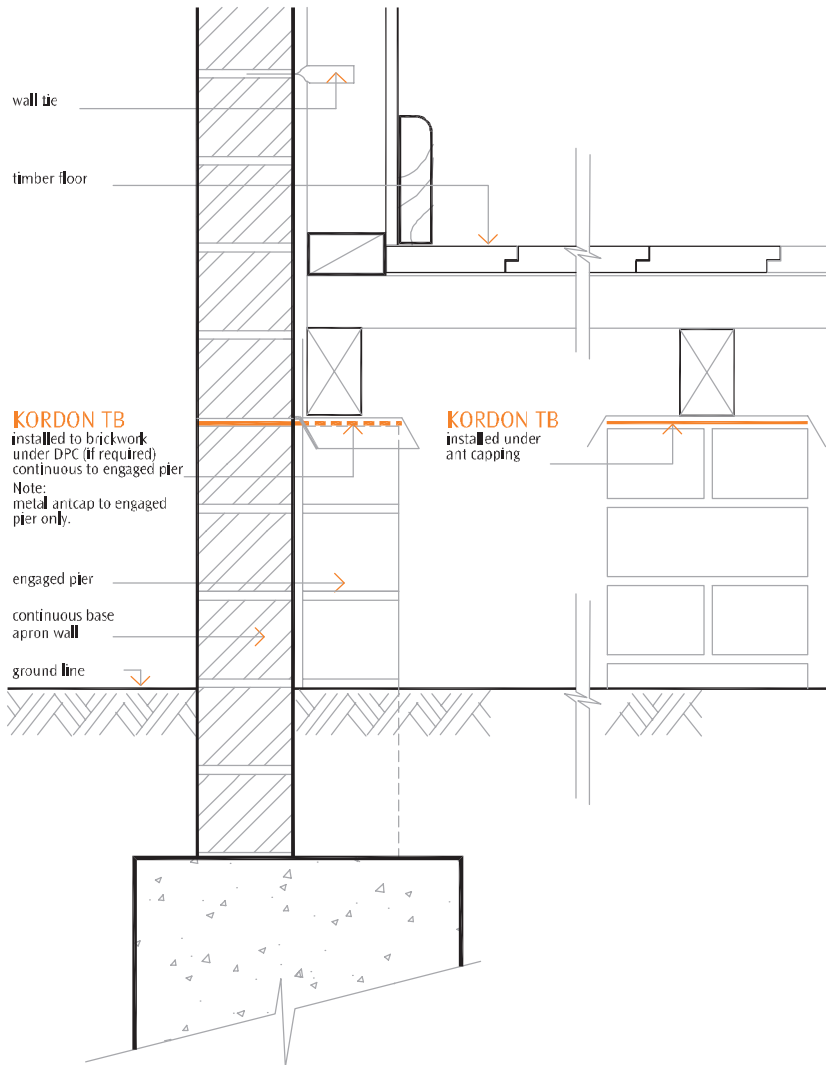 wall tie
timber floor
KORDON TB
installed to brickwork
under DPC (if required)
continuous to engaged pier
Note:
metal antcap to engaged
pier only.
KORDON TB
installed under
ant capping
engaged pier
continuous base
apron wall
ground line